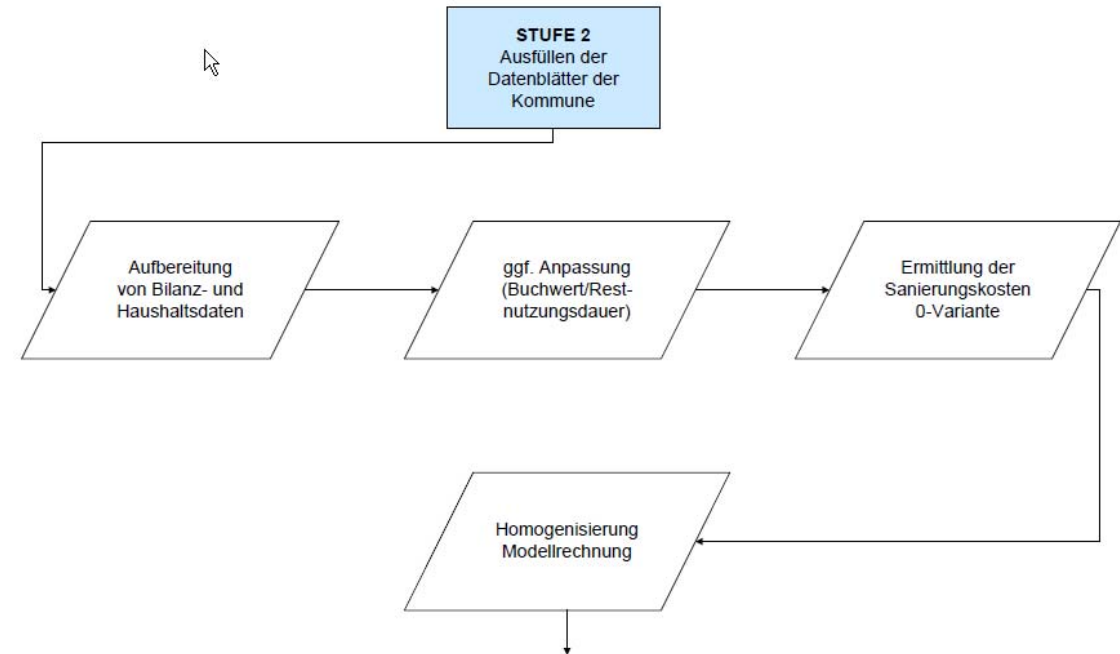 STUFE 2
Ausfüllen der
Datenblätter der
Kommune
Aufbereitung
von Bilanz- und
Haushaltsdaten
ggf. Anpassung
(Buchwert/Rest-
nutzungsdauer)
Ermittlung der
Sanierungskosten
0-Variante
Homogenisierung
Modellrechnung